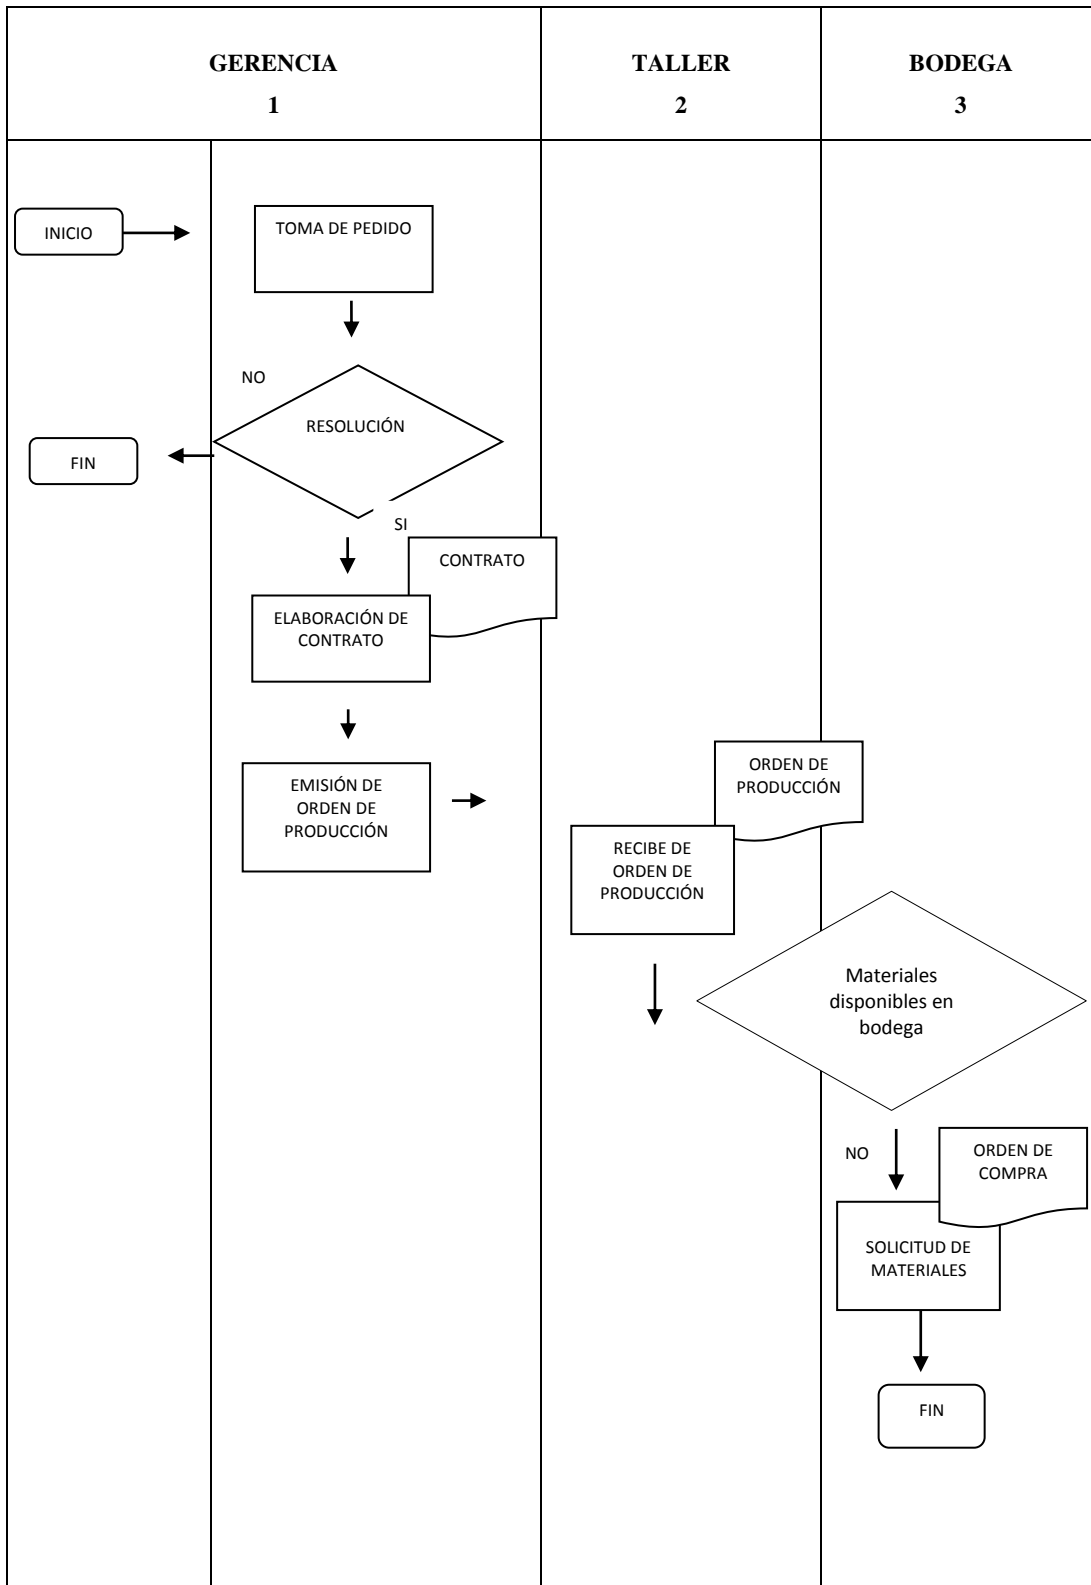 GERENCIA
1
TALLER
2
BODEGA
3
INICIO
TOMA DE PEDIDO
NO
RESOLUCIÓN
FIN
SI
CONTRATO
ELABORACIÓN DE
CONTRATO
EMISIÓN DE
ORDEN DE
PRODUCCIÓN
ORDEN DE
PRODUCCIÓN
RECIBE DE
ORDEN DE
PRODUCCIÓN
Materiales
disponibles en
bodega
NO
ORDEN DE
COMPRA
SOLICITUD DE
MATERIALES
FIN